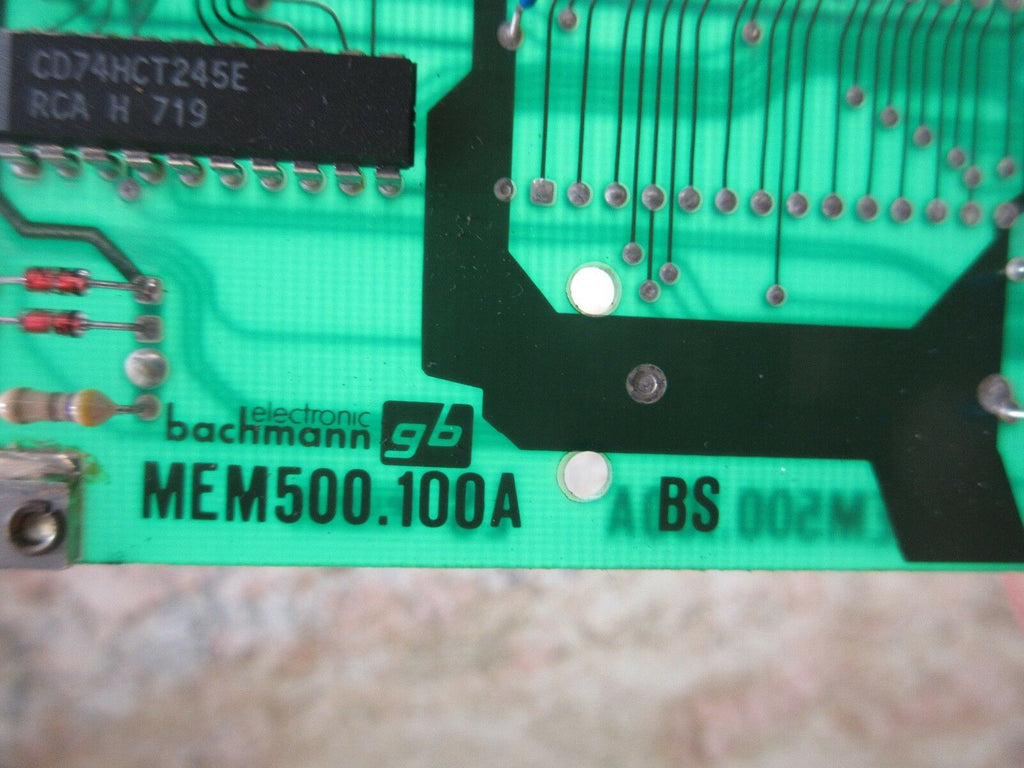 CD74HCT245E
RCA H 719
electronic
bachmann gb
MEM500.100A BS